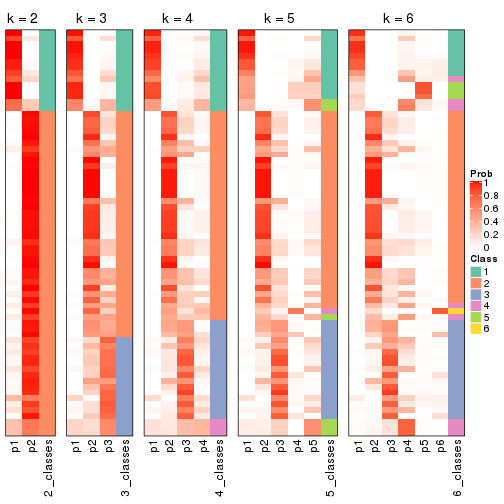 k = 2
k = 3
k = 4
k = 5
k = 6
p1
p2
2_classes
p1
p2
p3
3_classes
p1
p2
p3
p4
4_classes
p1
p2
p3
p4
p5
5_classes
p1
p2
p3
p4
p5
p6
6_classes
Prob
1
0.8
0.6
0.4
0.2
0
Class
1
2
3
4
5
6